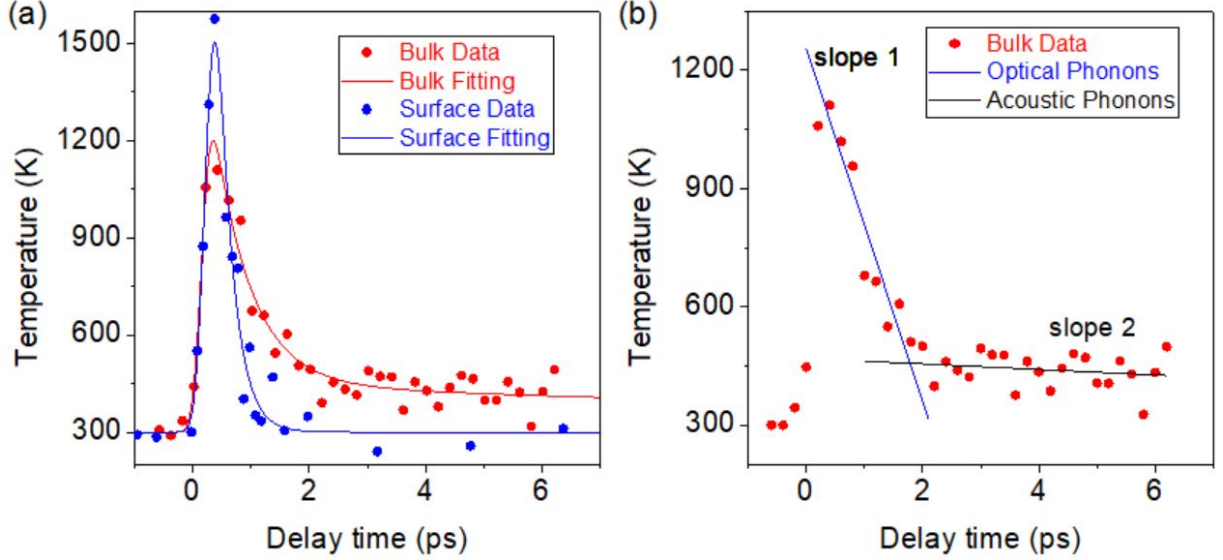 (a)
Temperature (K)
1500
1200
900
600
300
Bulk Data
Bulk Fitting
Surface Data
Surface Fitting
0
2
4
6
Delay time (ps)
(b)
Temperature (K)
1200
900
600
300
slope 1
Bulk Data
Optical Phonons
Acoustic Phonons
slope 2
0
2
4
6
Delay time (ps)